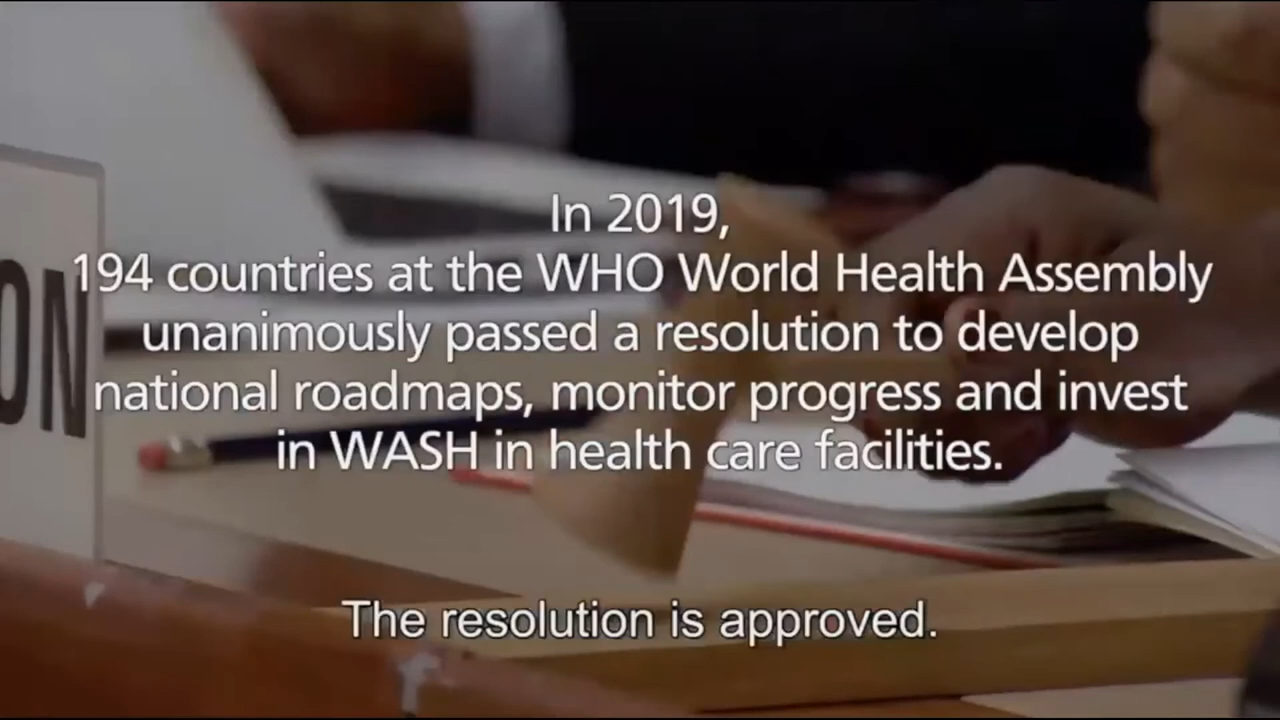 In 2019,
194 countries at the WHO World Health Assembly
unanimously passed a resolution to develop
national roadmaps, monitor progress and invest
in WASH in health care facilities.
ON
The resolution is approved.